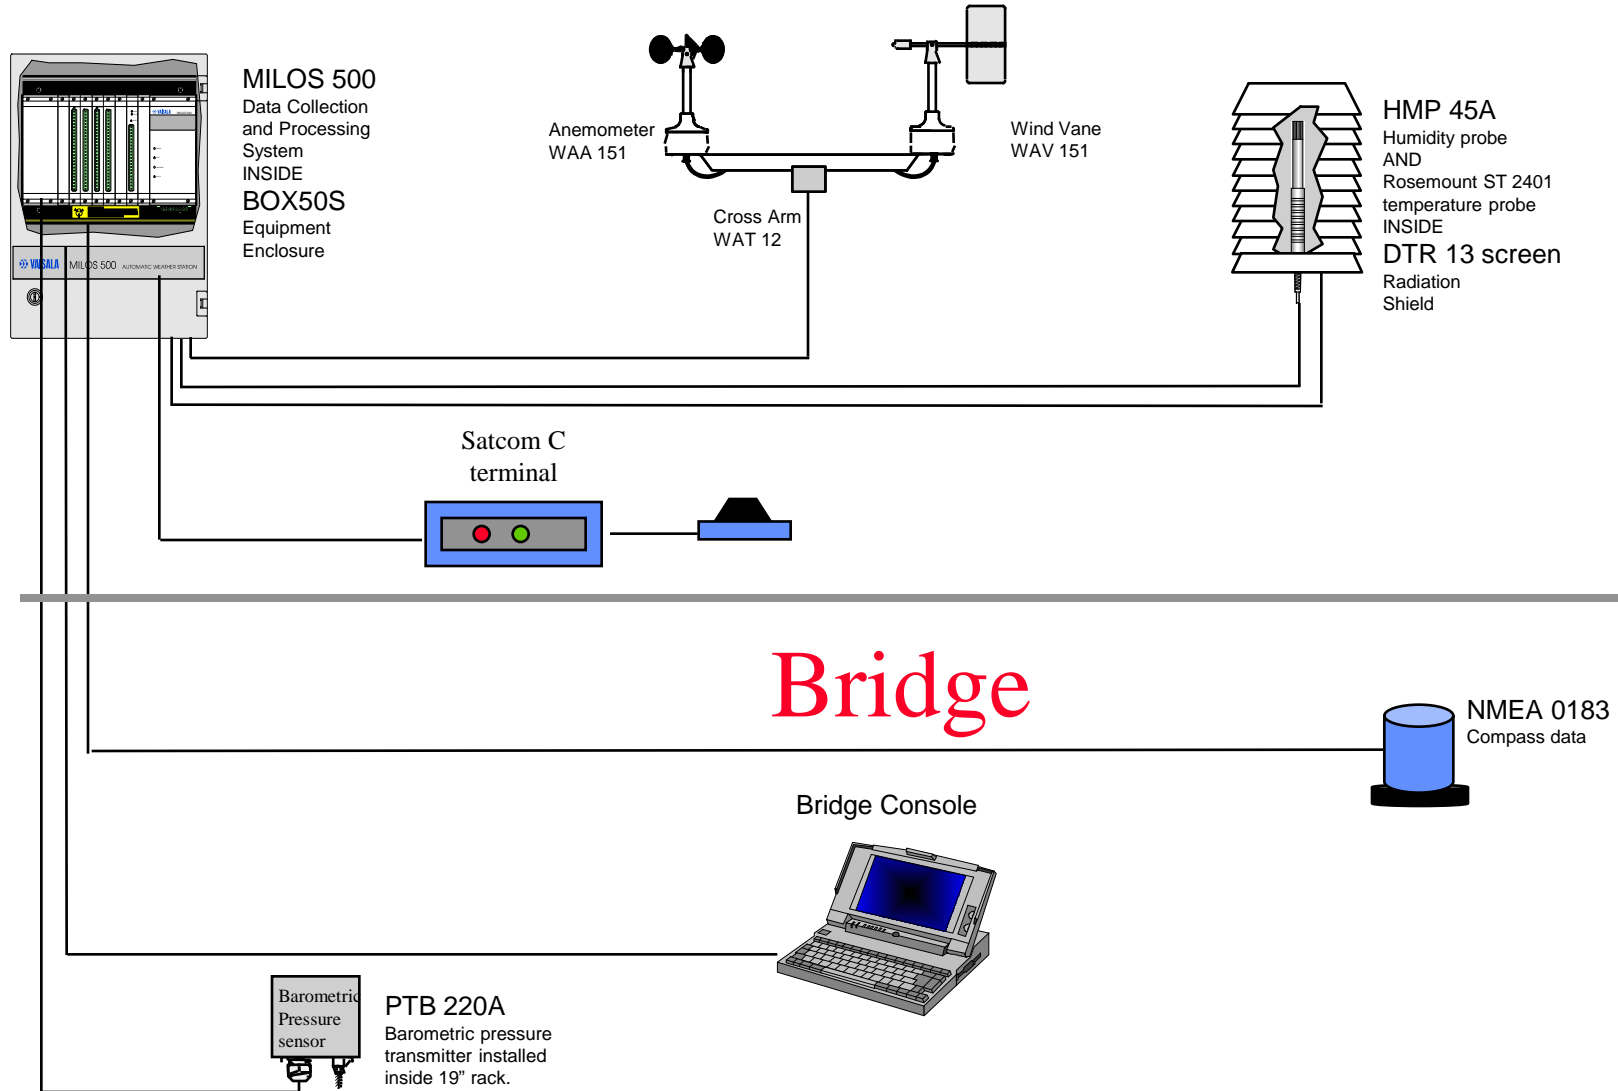 MILOS 500
Data Collection
and Processing
System
INSIDE
BOX50S
Equipment
Enclosure
VAISALA
VAISALA MILOS 500 AUTOMATIC WEATHER STATION
Anemometer
WAA 151
Wind Vane
WAV 151
Cross Arm
WAT 12
HMP 45A
Humidity probe
AND
Rosemount ST 2401
temperature probe
INSIDE
DTR 13 screen
Radiation
Shield
Satcom C
terminal
Bridge
NMEA 0183
Compass data
Bridge Console
Barometric
Pressure
sensor
PTB 220A
Barometric pressure
transmitter installed
inside 19” rack.